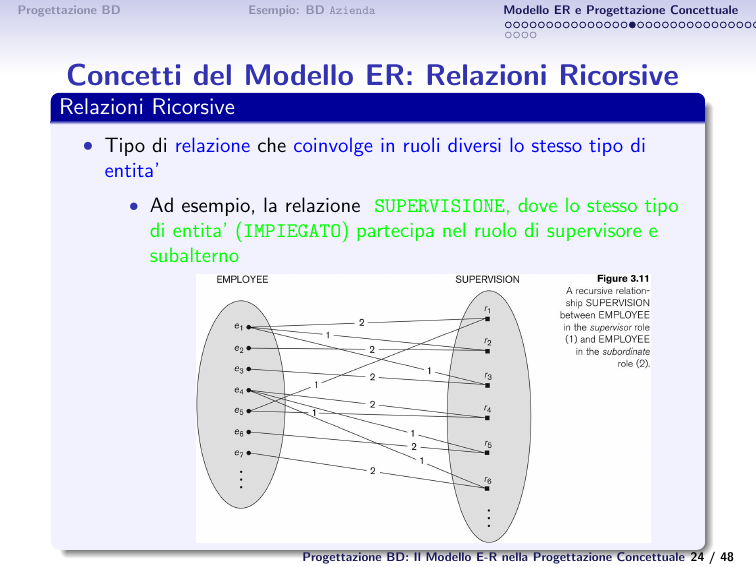 Progettazione BD
Esempio: BD Azienda
Modello ER e Progettazione Concettuale
Concetti del Modello ER: Relazioni Ricorsive
Relazioni Ricorsive
• Tipo di relazione che coinvolge in ruoli diversi lo stesso tipo di
entita'
• Ad esempio, la relazione SUPERVISIONE, dove lo stesso tipo
di entita' (IMPIEGATO) partecipa nel ruolo di supervisore e
subalterno
EMPLOYEE
SUPERVISION
Figure 3.11
A recursive relation-
ship SUPERVISION
between EMPLOYEE
in the supervisor role
(1) and EMPLOYEE
in the subordinate
role (2).
e1
e2
e3
e4
e5
e6
e7
2
1
2
1
2
1
2
1
1
2
1
2
r1
r2
r3
r4
r5
r6
Progettazione BD: Il Modello E-R nella Progettazione Concettuale 24 / 48